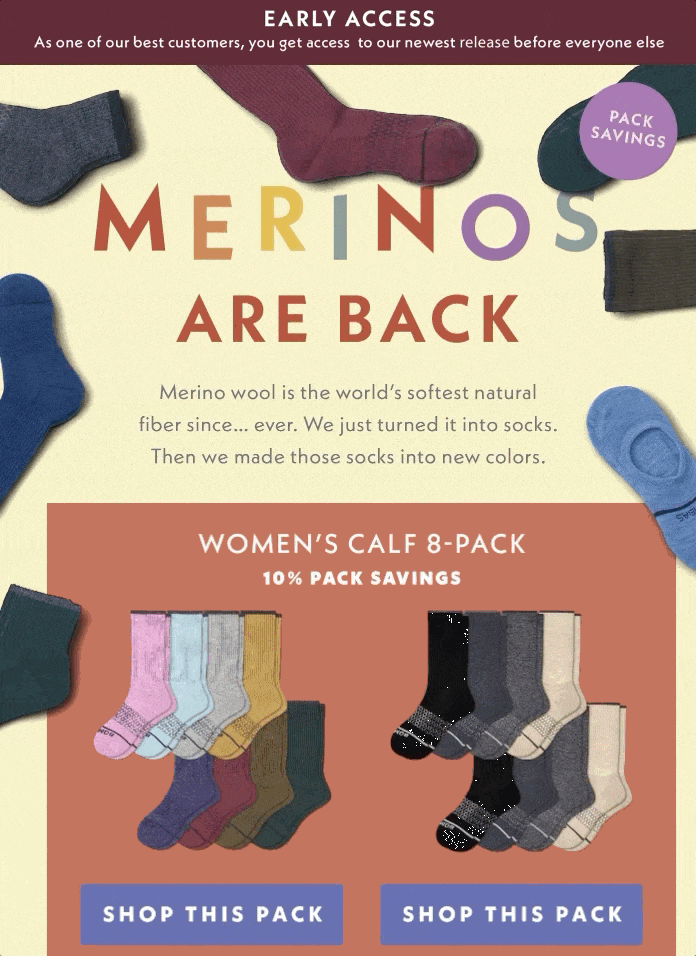 EARLY ACCESS
As one of our best customers, you get access to our newest release before everyone else
PACK
SAVINGS
MERINOS
ARE BACK
Merino wool is the world's softest natural
fiber since... ever. We just turned it into socks.
Then we made those socks into new colors.
WOMEN'S CALF 8-PACK
10% PACK SAVINGS
SHOP THIS PACK
SHOP THIS PACK